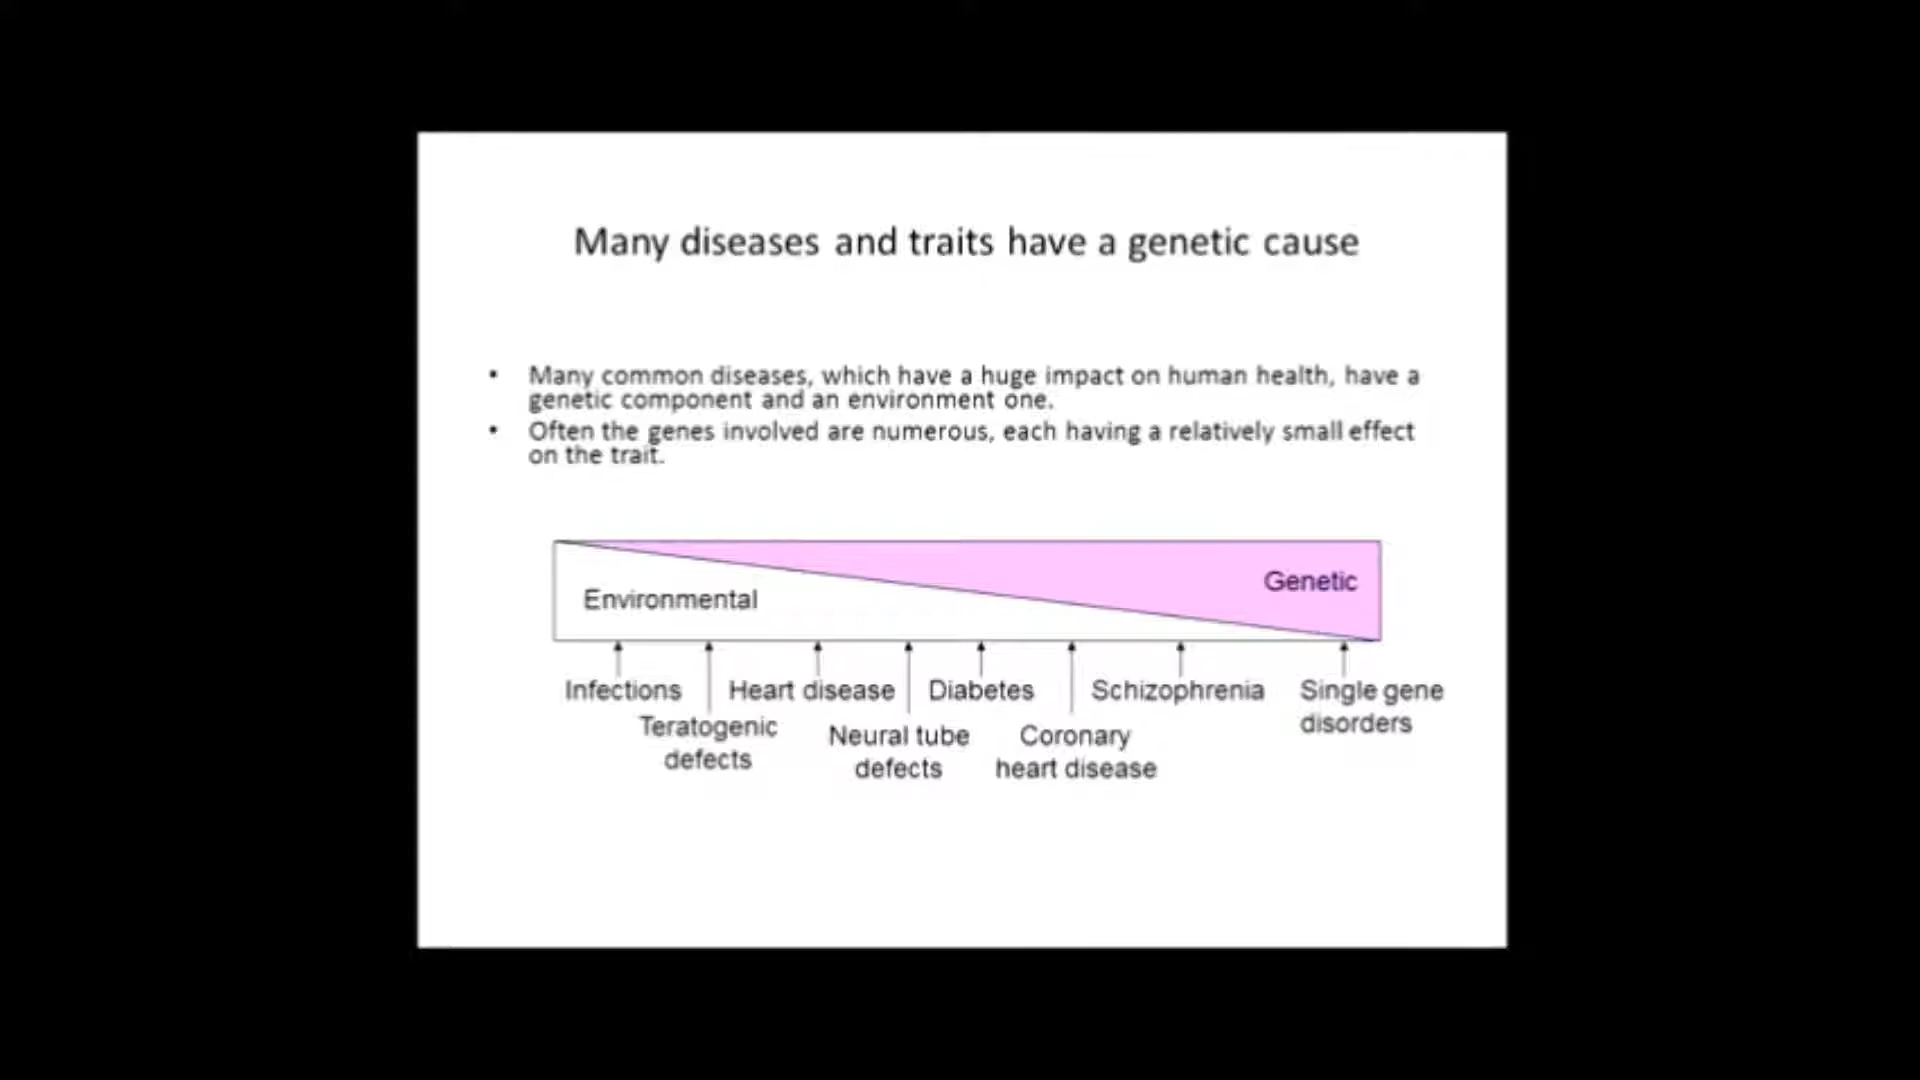 Many diseases and traits have a genetic cause
• Many common diseases, which have a huge impact on human health, have a
genetic component and an environment one.
• Often the genes involved are numerous, each having a relatively small effect
on the trait.
Genetic
Environmental
Infections
Teratogenic
defects
Heart disease
Neural tube
defects
Diabetes
Coronary
heart disease
Schizophrenia
Single gene
disorders